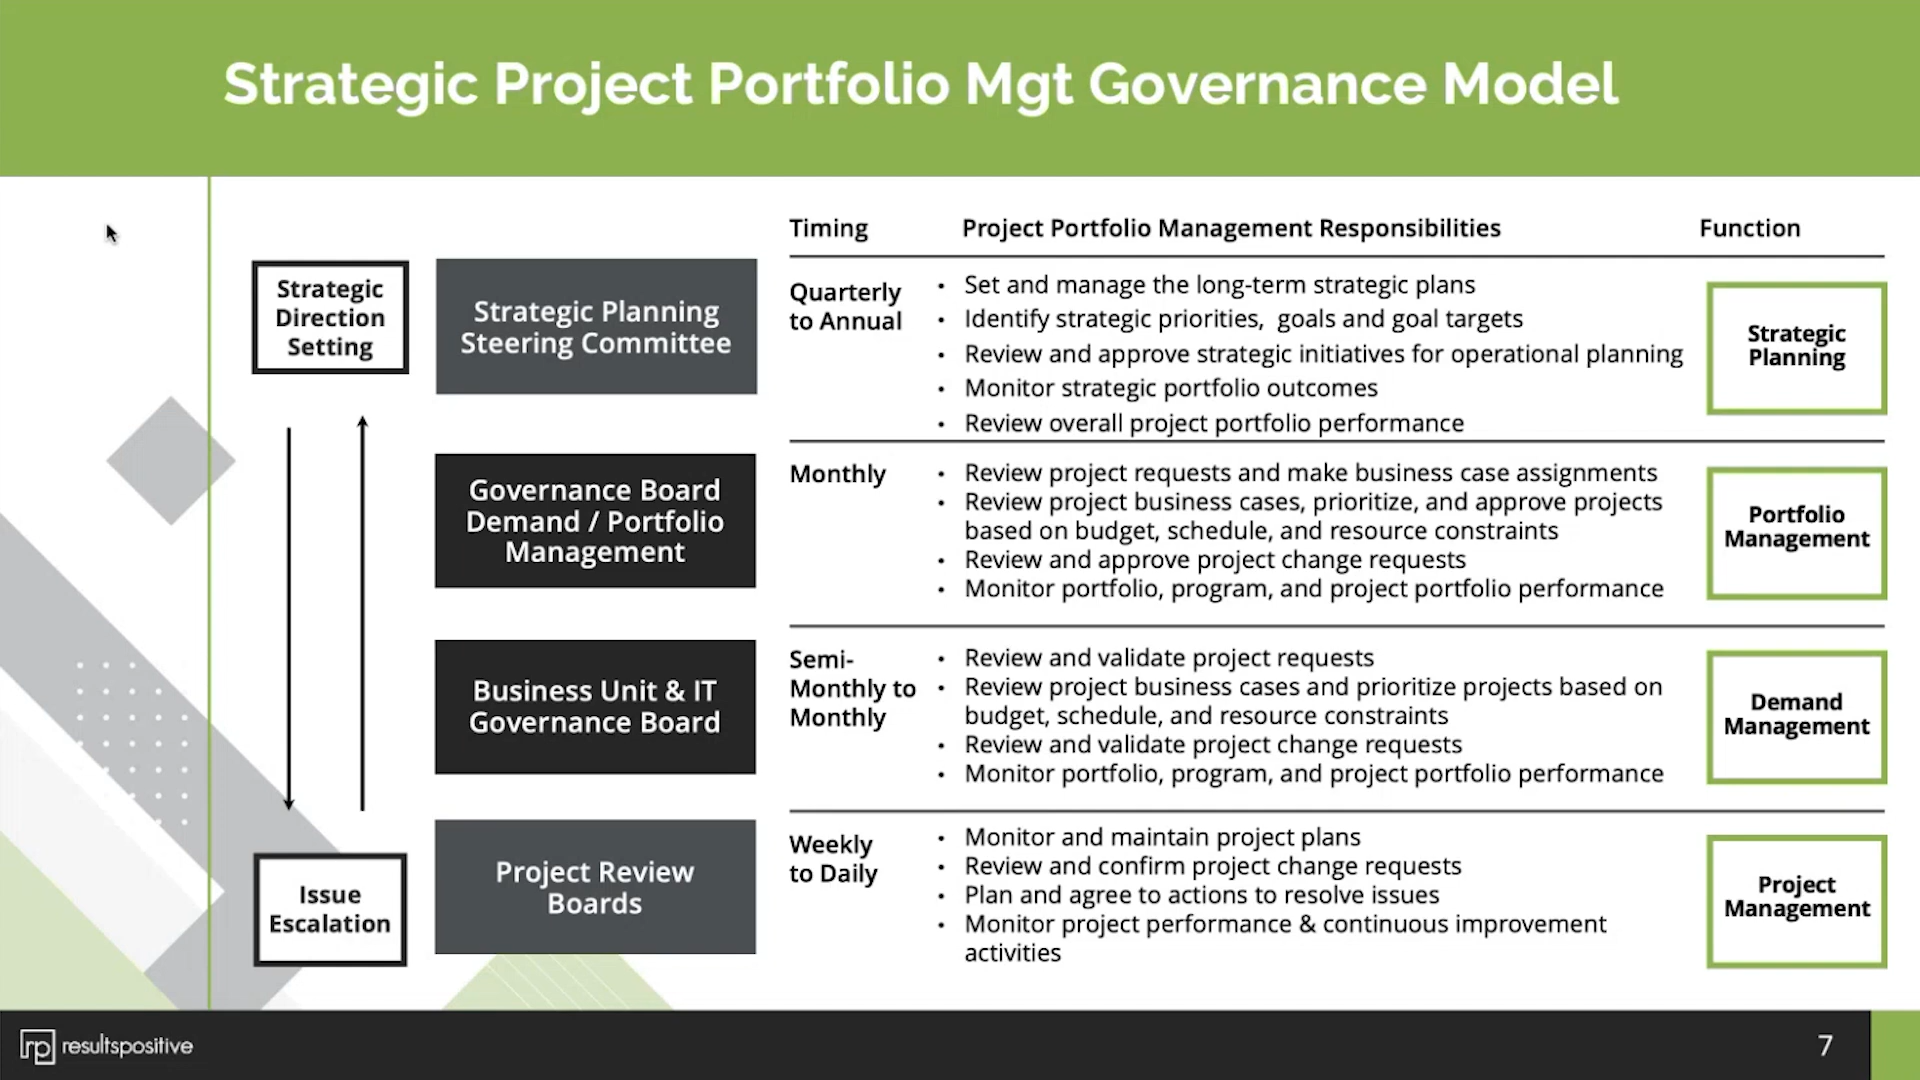 Strategic Project Portfolio Mgt Governance Model
Timing
Project Portfolio Management Responsibilities
Function
Strategic
Direction
Setting
Strategic Planning
Steering Committee
Quarterly
to Annual
• Set and manage the long-term strategic plans
• Identify strategic priorities, goals and goal targets
• Review and approve strategic initiatives for operational planning
• Monitor strategic portfolio outcomes
• Review overall project portfolio performance
Strategic
Planning
Governance Board
Demand / Portfolio
Management
Monthly
• Review project requests and make business case assignments
• Review project business cases, prioritize, and approve projects
based on budget, schedule, and resource constraints
• Review and approve project change requests
• Monitor portfolio, program, and project portfolio performance
Portfolio
Management
Business Unit & IT
Governance Board
Semi-
Monthly to
Monthly
• Review and validate project requests
• Review project business cases and prioritize projects based on
budget, schedule, and resource constraints
• Review and validate project change requests
• Monitor portfolio, program, and project portfolio performance
Demand
Management
Issue
Escalation
Project Review
Boards
Weekly
to Daily
• Monitor and maintain project plans
• Review and confirm project change requests
• Plan and agree to actions to resolve issues
• Monitor project performance & continuous improvement
activities
Project
Management
rp resultspositive
7